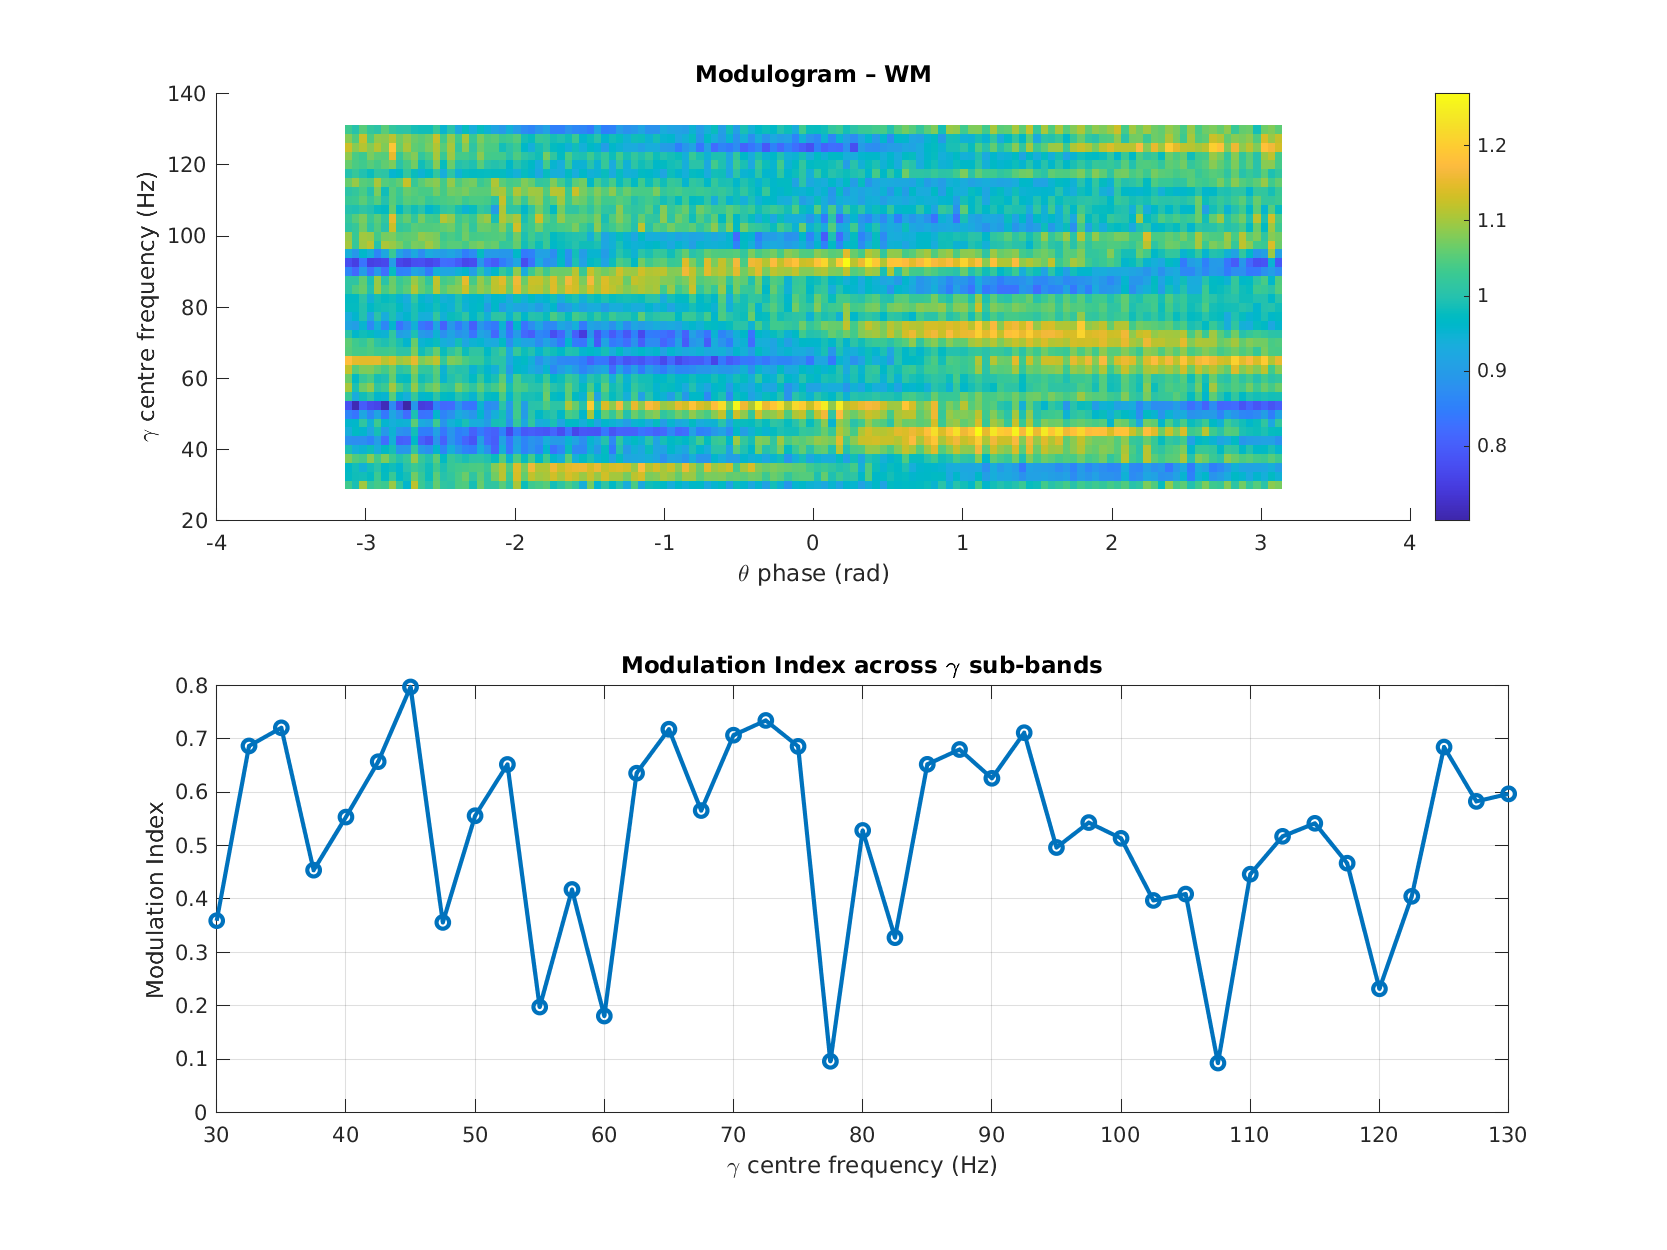 Modulogram – WM
γ centre frequency (Hz)
140
120
100
80
60
40
20
-4 -3 -2 -1 0 1 2 3 4
θ phase (rad)
1.2
1.1
1
0.9
0.8
Modulation Index across γ sub-bands
Modulation Index
0.8
0.7
0.6
0.5
0.4
0.3
0.2
0.1
0
30 40 50 60 70 80 90 100 110 120 130
γ centre frequency (Hz)